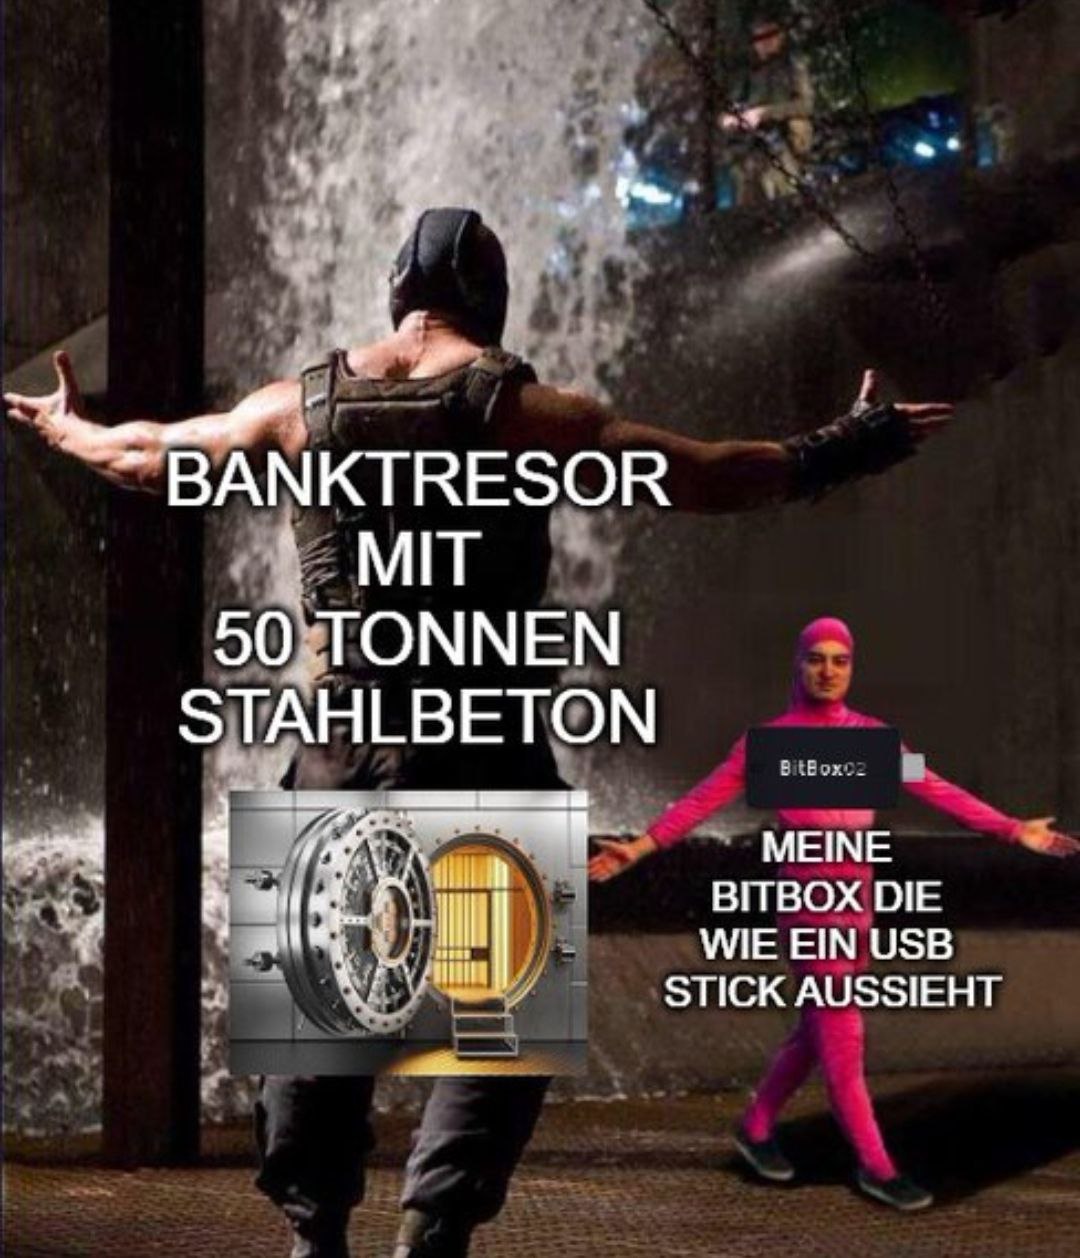 BANKTRESOR
MIT
50 TONNEN
STAHLBETON
BitBox02
MEINE
BITBOX DIE
WIE EIN USB
STICK AUSSIEHT